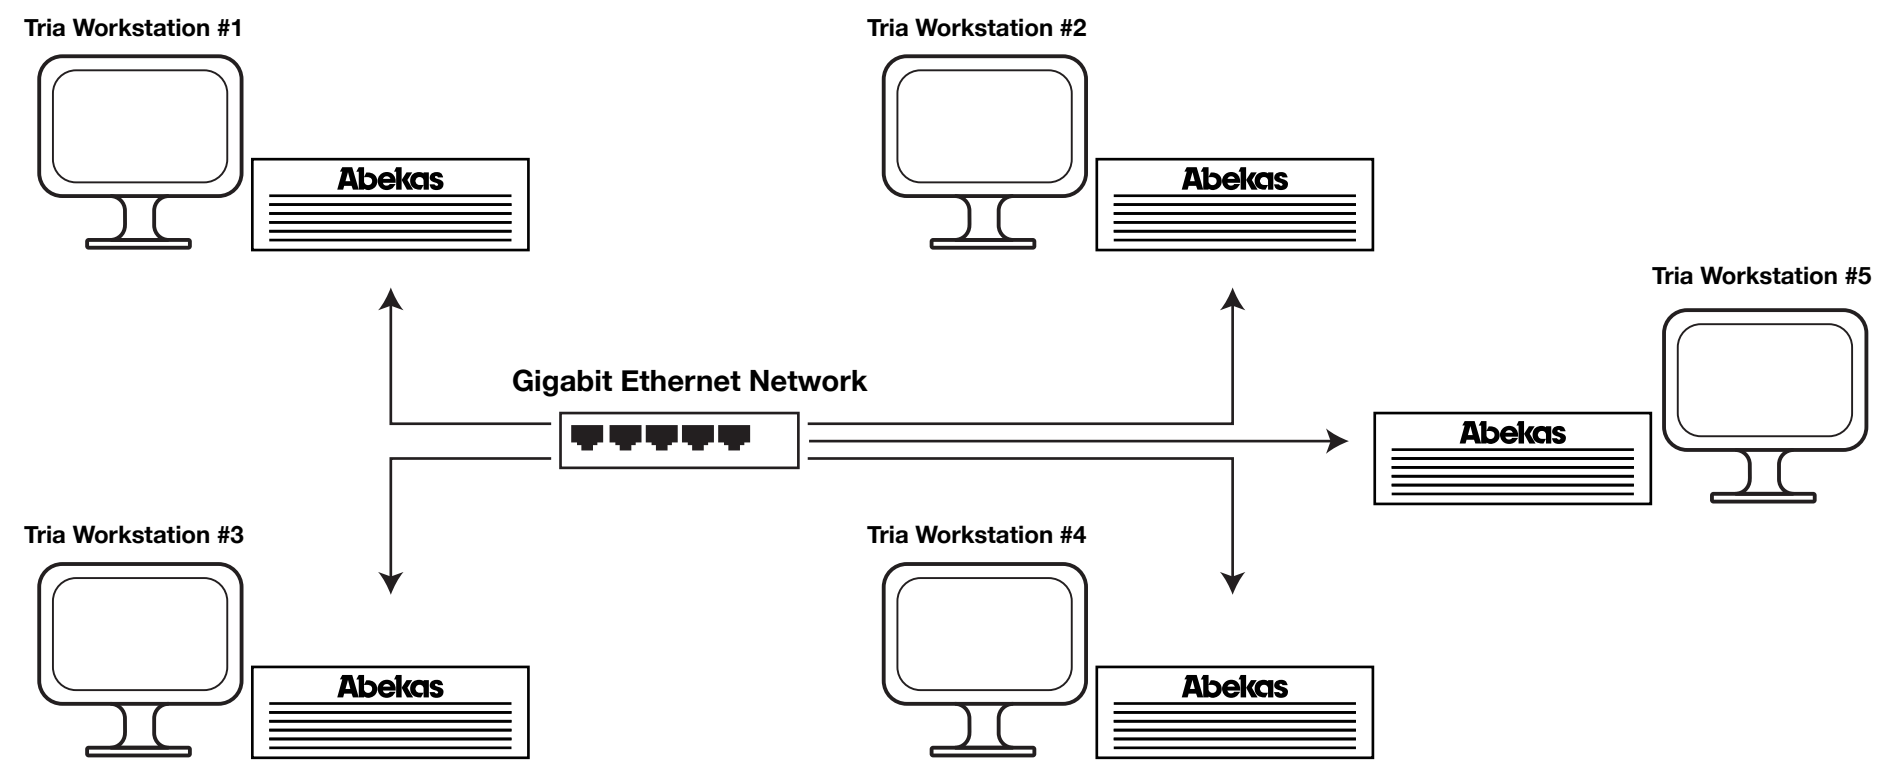 Tria Workstation #1
Abekas
Tria Workstation #2
Abekas
Tria Workstation #5
Abekas
Gigabit Ethernet Network
Tria Workstation #3
Abekas
Tria Workstation #4
Abekas